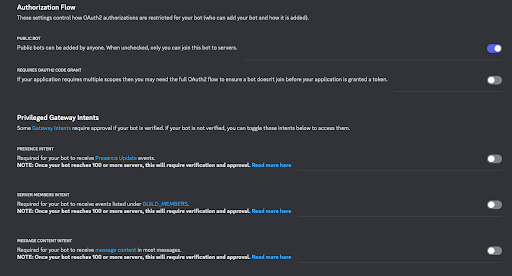 Authorization Flow
These settings control how OAuth2 authorizations are restricted for your bot (who can add your bot and how it is added).
PUBLIC BOT
Public bots can be added by anyone. When unchecked, only you can join this bot to servers.
REQUIRES OAUTH2 CODE GRANT
If your application requires multiple scopes then you may need the full OAuth2 flow to ensure a bot doesn't join before your application is granted a token.
Privileged Gateway Intents
Some Gateway Intents require approval if your bot is verified. If your bot is not verified, you can toggle those intents below to access them.
PRESENCE INTENT
Required for your bot to receive Presence Update events.
NOTE: Once your bot reaches 100 or more servers, this will require verification and approval. Read more here
SERVER MEMBERS INTENT
Required for your bot to receive events listed under GUILD_MEMBERS.
NOTE: Once your bot reaches 100 or more servers, this will require verification and approval. Read more here
MESSAGE CONTENT INTENT
Required for your bot to receive message content in most messages.
NOTE: Once your bot reaches 100 or more servers, this will require verification and approval. Read more here